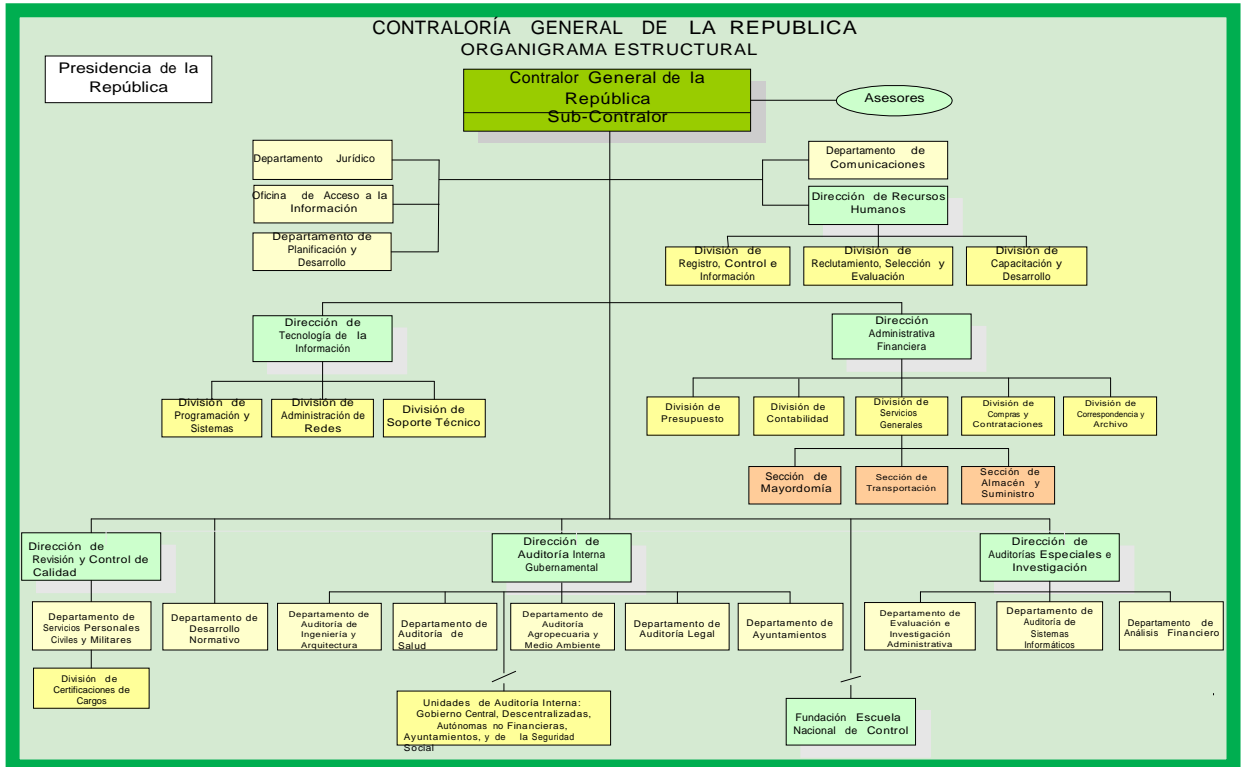 CONTRALORÍA GENERAL DE LA REPUBLICA
ORGANIGRAMA ESTRUCTURAL
Presidencia de la
República
Contralor General de la
República
Sub-Contralor
Asesores
Departamento Jurídico
Oficina de Acceso a la
Información
Departamento de
Planificación y
Desarrollo
Departamento de
Comunicaciones
Dirección de Recursos
Humanos
División de
Registro, Control e
Información
División de
Reclutamiento, Selección y
Evaluación
División de
Capacitación y
Desarrollo
Dirección de
Tecnología de la
Información
Dirección
Administrativa
Financiera
División de
Programación y
Sistemas
División de
Administración de
Redes
División de
Soporte Técnico
División de
Presupuesto
División de
Contabilidad
División de
Servicios
Generales
División de
Compras y
Contrataciones
División de
Correspondencia y
Archivo
Sección de
Mayordomía
Sección de
Transportación
Sección de
Almacén y
Suministro
Dirección de
Revisión y Control de
Calidad
Dirección de
Auditoría Interna
Gubernamental
Dirección de
Auditorías Especiales e
Investigación
Departamento de
Servicios Personales
Civiles y Militares
Departamento de
Desarrollo
Normativo
Departamento de
Auditoría de
Ingeniería y
Arquitectura
Departamento de
Auditoría de
Salud
Departamento de
Auditoría
Agropecuaria y
Medio Ambiente
Departamento de
Auditoría Legal
Departamento de
Ayuntamientos
Departamento de
Evaluación e
Investigación
Administrativa
Departamento de
Auditoría de
Sistemas
Informáticos
Departamento de
Análisis Financiero
División de
Certificaciones de
Cargos
Unidades de Auditoría Interna:
Gobierno Central, Descentralizadas,
Autónomas no Financieras,
Ayuntamientos, y de la Seguridad
Social
Fundación Escuela
Nacional de Control